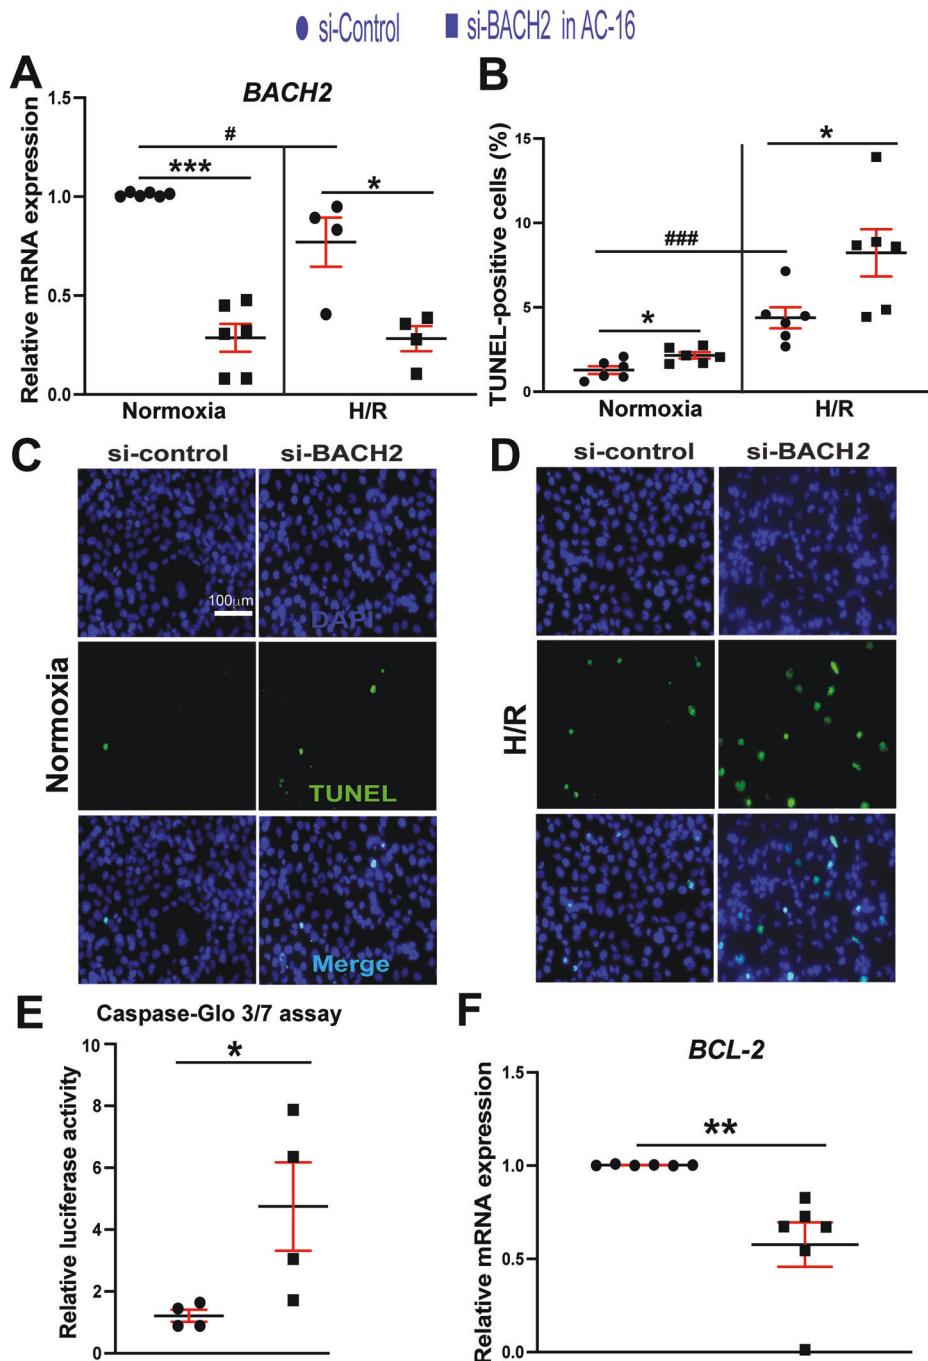 si-Control si-BACH2 in AC-16
A
BACH2
Relative mRNA expression
1.5
1.0
0.5
0.0
#
***
*
Normoxia
H/R
B
TUNEL-positive cells (%)
15
10
5
0
*
###
*
Normoxia
H/R
C
si-control
si-BACH2
Normoxia
100μm
DAPI
TUNEL
Merge
D
si-control
si-BACH2
H/R
E
Caspase-Glo 3/7 assay
Relative luciferase activity
10
8
6
4
2
0
*
F
BCL-2
Relative mRNA expression
1.5
1.0
0.5
0.0
**